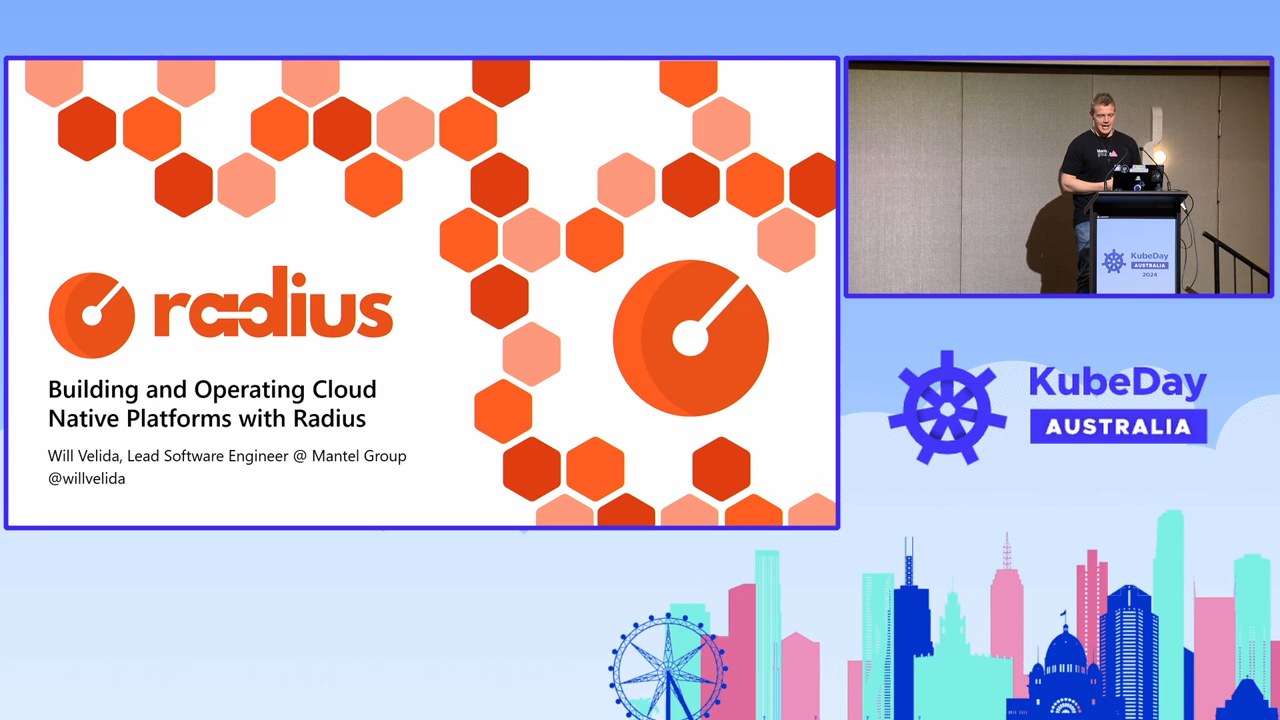 radius
Building and Operating Cloud
Native Platforms with Radius
Will Velida, Lead Software Engineer @ Mantel Group
@willvelida
KubeDay
AUSTRALIA
2024
KubeDay
AUSTRALIA